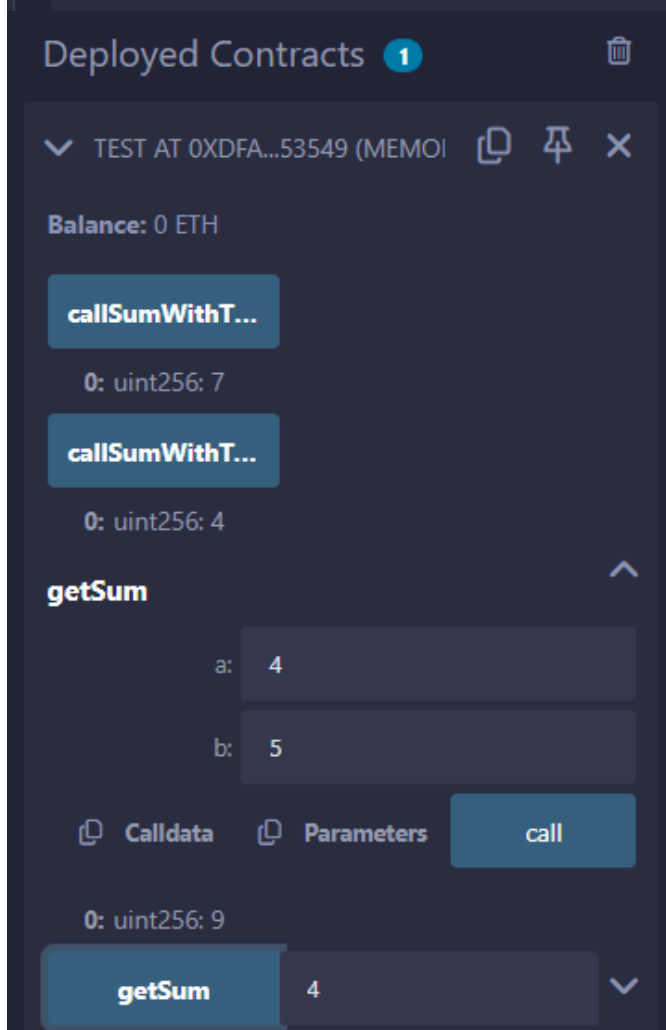 Deployed Contracts 1
TEST AT 0XDFA...53549 (MEMOI
Balance: 0 ETH
callSumWithT...
0: uint256: 7
callSumWithT...
0: uint256: 4
getSum
a: 4
b: 5
Calldata Parameters call
0: uint256: 9
getSum 4